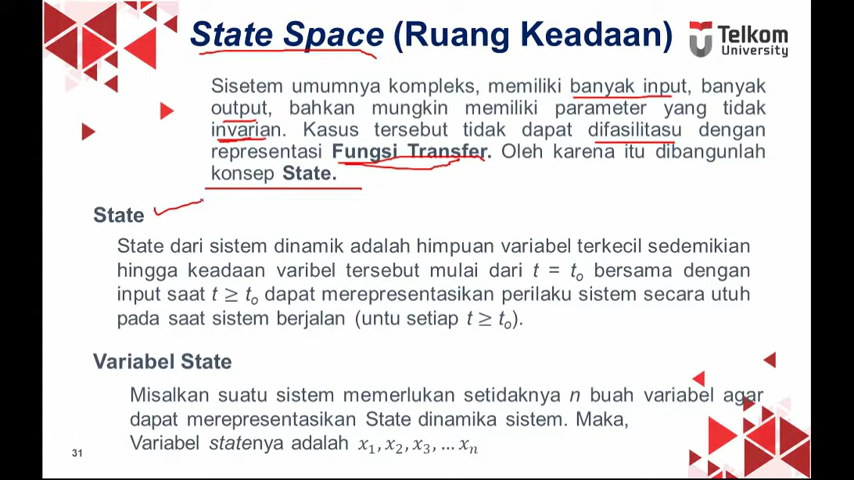 State Space (Ruang Keadaan)
Telkom
University
Sisetem umumnya kompleks, memiliki banyak input, banyak
output, bahkan mungkin memiliki parameter yang tidak
invarian. Kasus tersebut tidak dapat difasilitasu dengan
representasi Fungsi Transfer. Oleh karena itu dibangunlah
konsep State.
State
State dari sistem dinamik adalah himpuan variabel terkecil sedemikian
hingga keadaan varibel tersebut mulai dari t = tₒ bersama dengan
input saat t ≥ tₒ dapat merepresentasikan perilaku sistem secara utuh
pada saat sistem berjalan (untu setiap t ≥ tₒ).
Variabel State
Misalkan suatu sistem memerlukan setidaknya n buah variabel agar
dapat merepresentasikan State dinamika sistem. Maka,
Variabel statenya adalah x₁, x₂, x₃, … xₙ
31